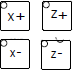 x+ z+
x- z-